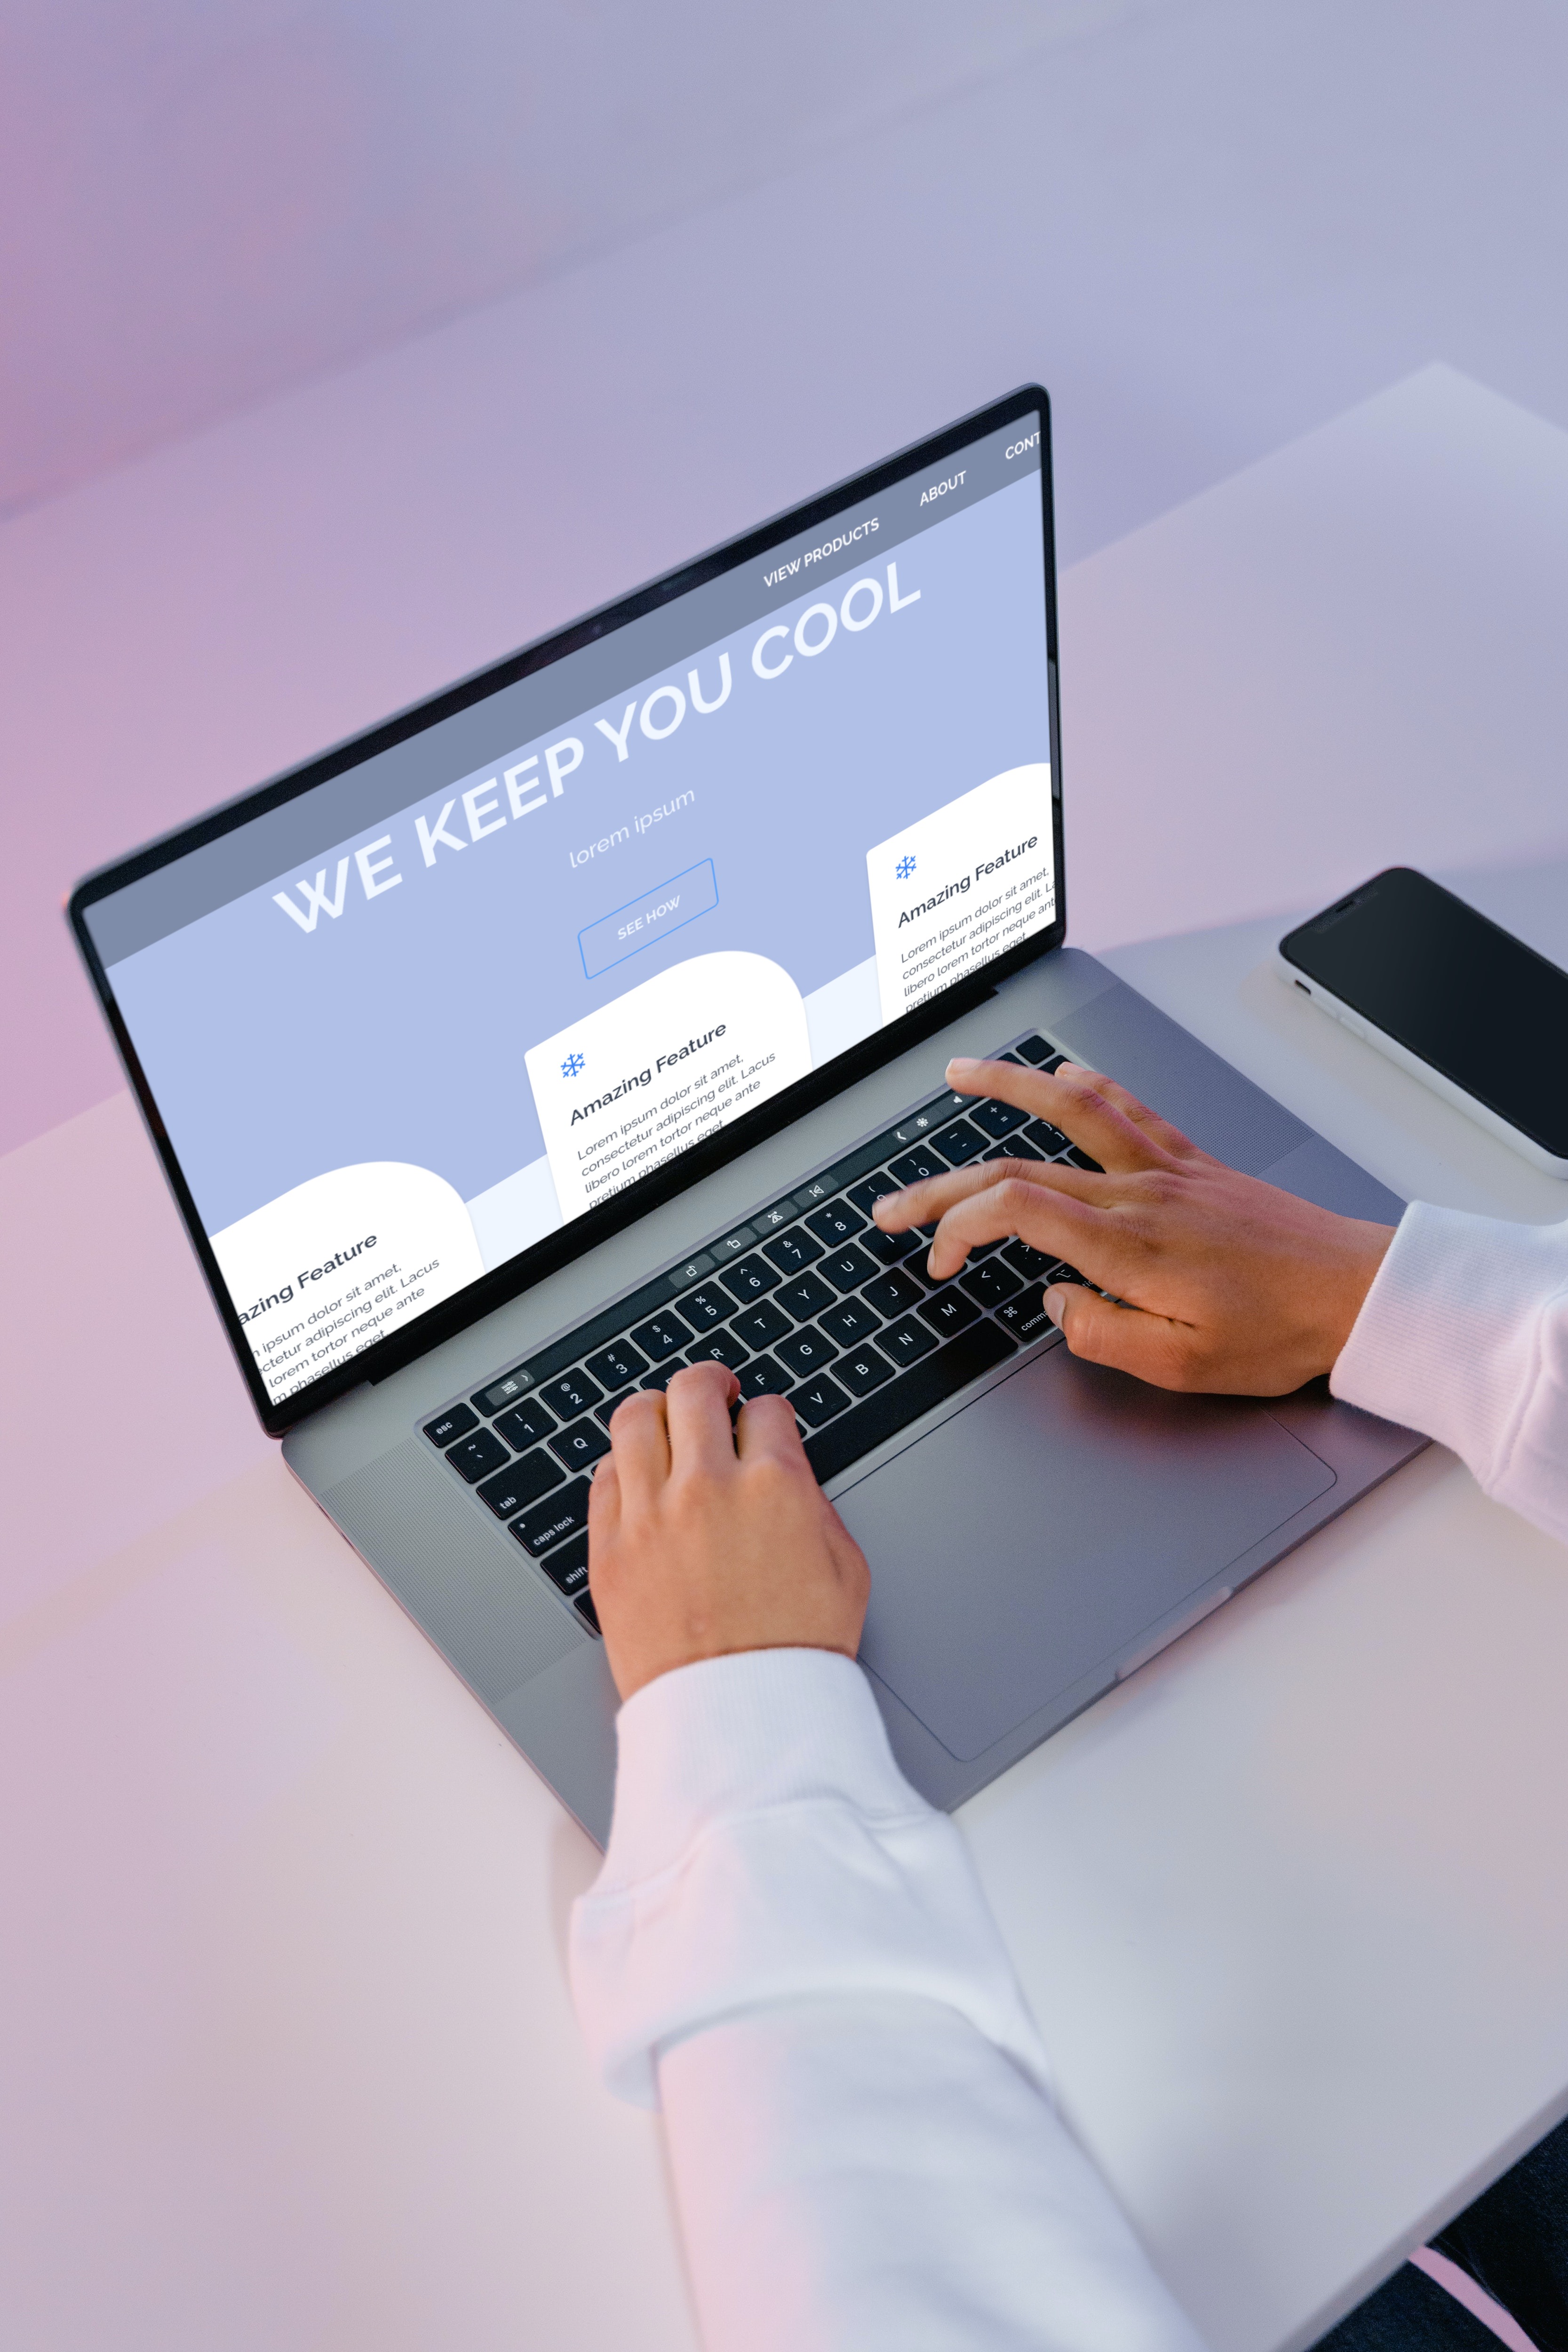 VIEW PRODUCTS ABOUT CONT
WE KEEP YOU COOL
lorem ipsum
SEE HOW
Amazing Feature
Lorem ipsum dolor sit amet,
consectetur adipiscing elit. L
libero lorem tortor neque ant
pretium phasellus eget
Amazing Feature
Lorem ipsum dolor sit amet,
consectetur adipiscing elit. Lacus
libero lorem tortor neque ante
pretium phasellus eget
azing Feature
ipsum dolor sit amet,
ctetur adipiscing elit. Lacus
lorem tortor neque ante
m phasellus eget
esc
~ ! 1 @ 2 # 3 $ 4 % 5 ^ 6 & 7 * 8 ( 9 ) 0 — - + =
tab Q R T Y U I
caps lock F G H J
shift V B N M < ,
⌘ comm